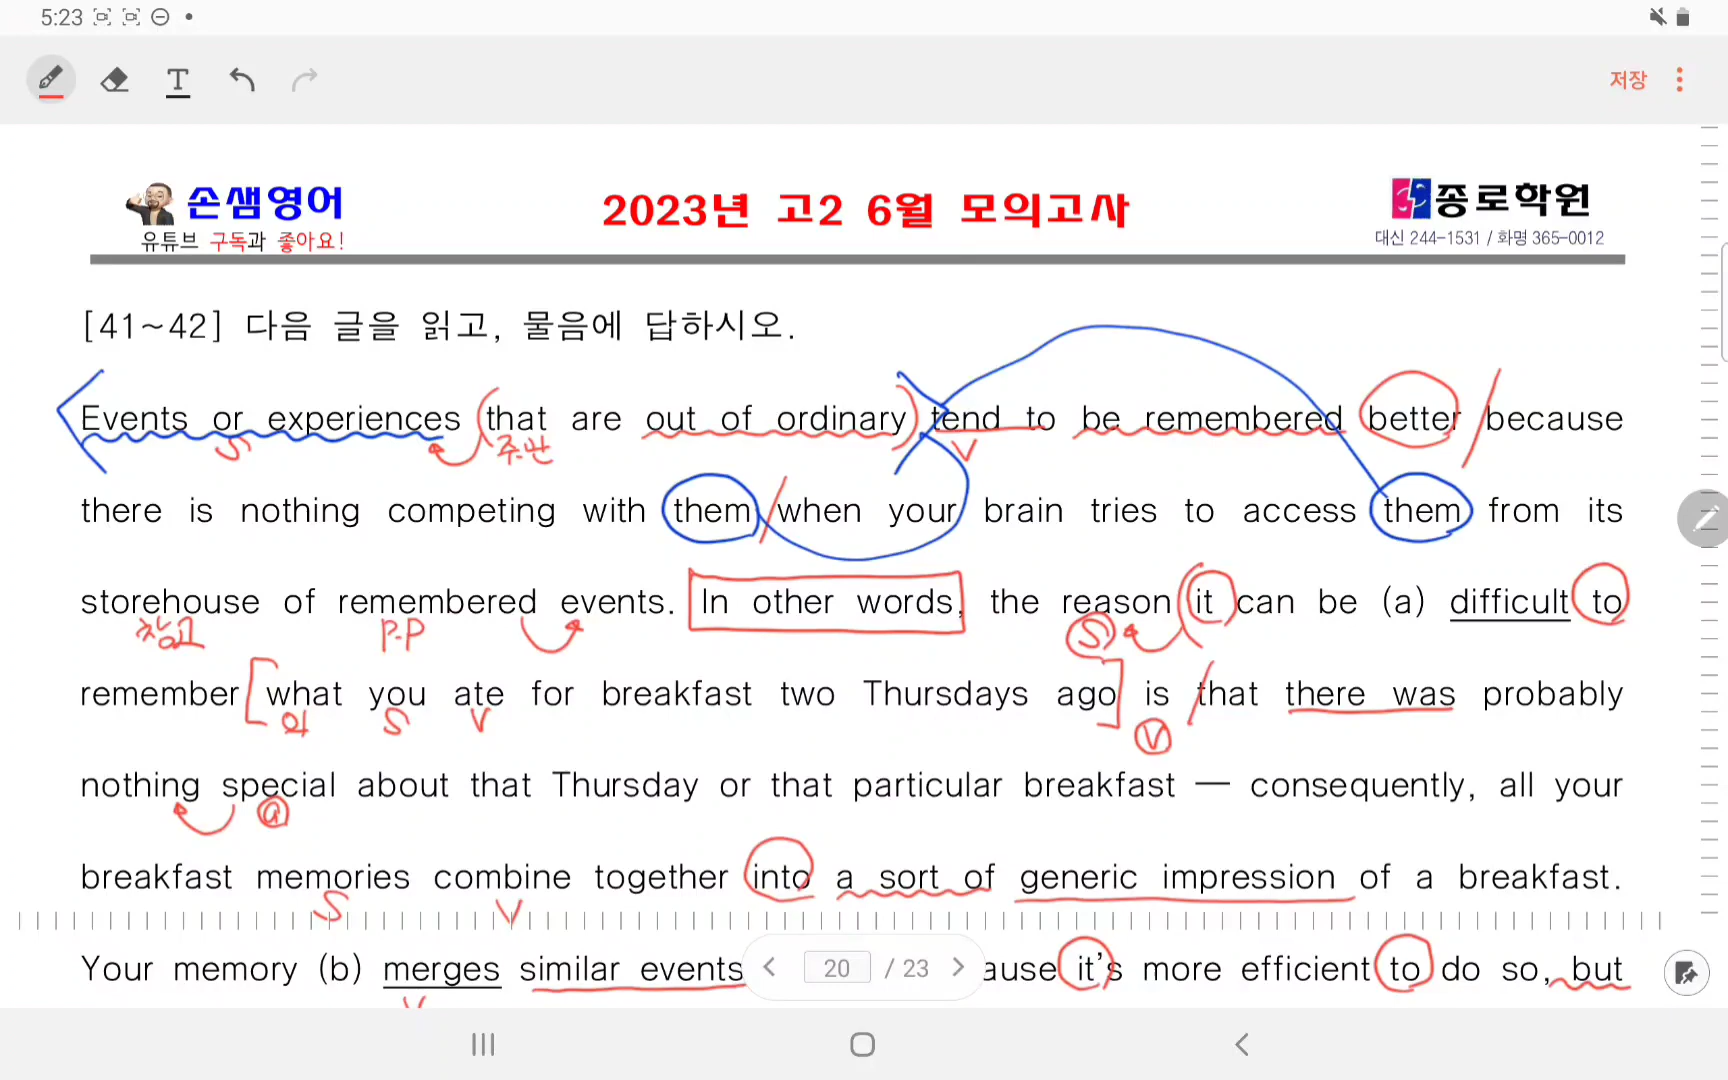 5:23
저장
손샘영어
유튜브 구독과 좋아요!
2023년 고2 6월 모의고사
종로학원
대신 244-1531 / 화명 365-0012
[41~42] 다음 글을 읽고, 물음에 답하시오.
Events or experiences that are out of ordinary tend to be remembered better because
S 주관 V
there is nothing competing with them when your brain tries to access them from its
storehouse of remembered events. In other words, the reason it can be (a) difficult to
창고 P.P S
remember what you ate for breakfast two Thursdays ago is that there was probably
의 S V V
nothing special about that Thursday or that particular breakfast — consequently, all your
a
breakfast memories combine together into a sort of generic impression of a breakfast.
S V
Your memory (b) merges similar events ause it's more efficient to do so, but
V
20 / 23